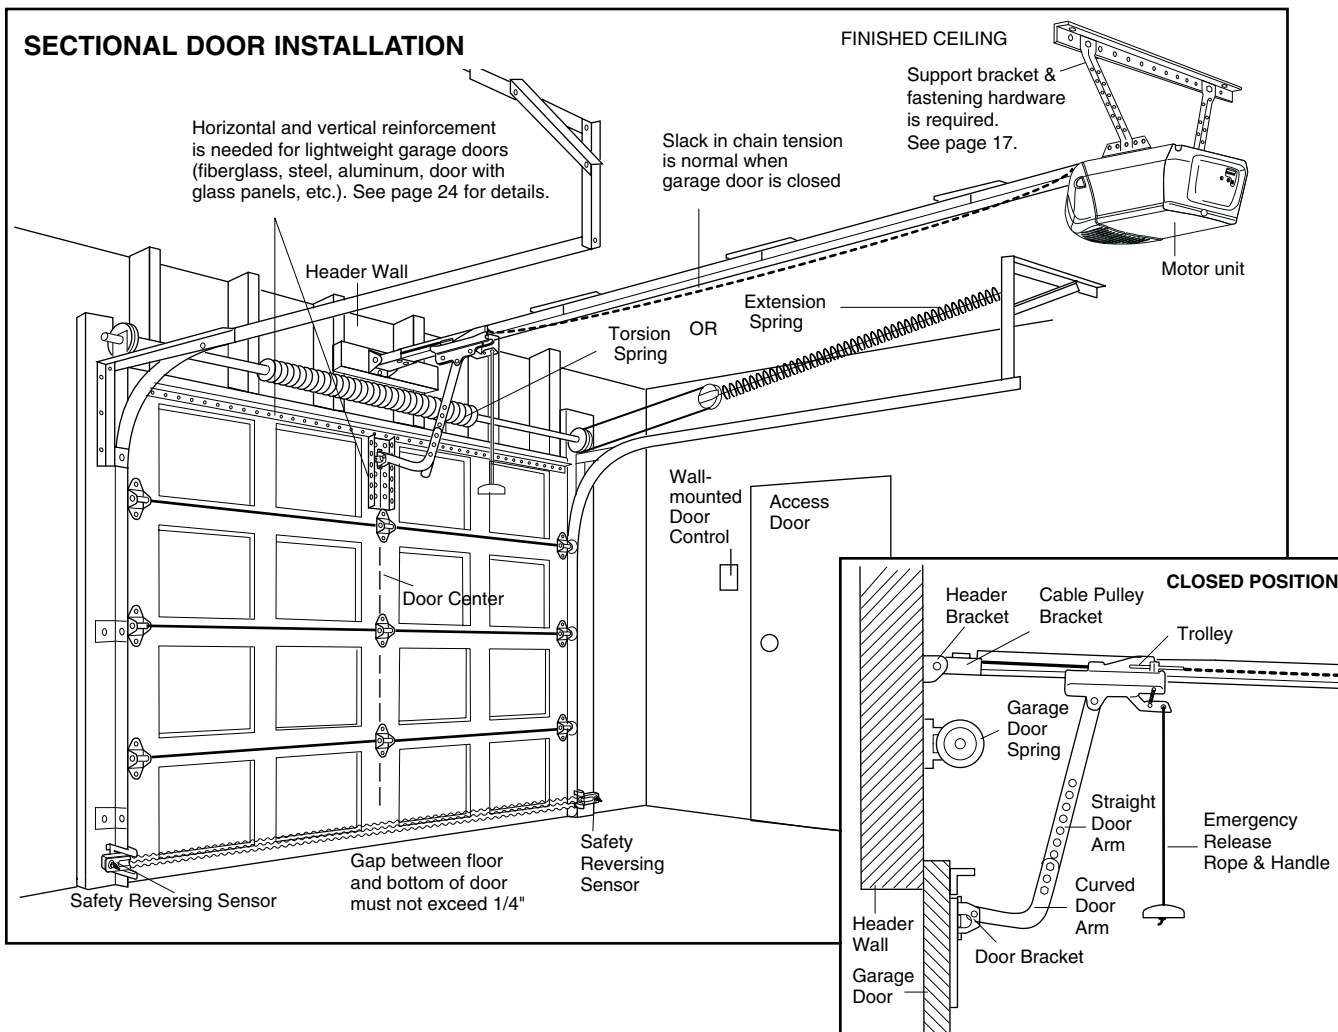 SECTIONAL DOOR INSTALLATION
FINISHED CEILING
Support bracket &
fastening hardware
is required.
See page 17.
Horizontal and vertical reinforcement
is needed for lightweight garage doors
(fiberglass, steel, aluminum, door with
glass panels, etc.). See page 24 for details.
Slack in chain tension
is normal when
garage door is closed
Motor unit
Header Wall
Extension
Spring
OR
Torsion
Spring
Wall-
mounted
Door
Control
Access
Door
Door Center
Safety
Reversing
Sensor
Gap between floor
and bottom of door
must not exceed 1/4"
Safety Reversing Sensor
CLOSED POSITION
Header
Bracket
Cable Pulley
Bracket
Trolley
Garage
Door
Spring
Straight
Door
Arm
Emergency
Release
Rope & Handle
Curved
Door
Arm
Header
Wall
Door Bracket
Garage
Door